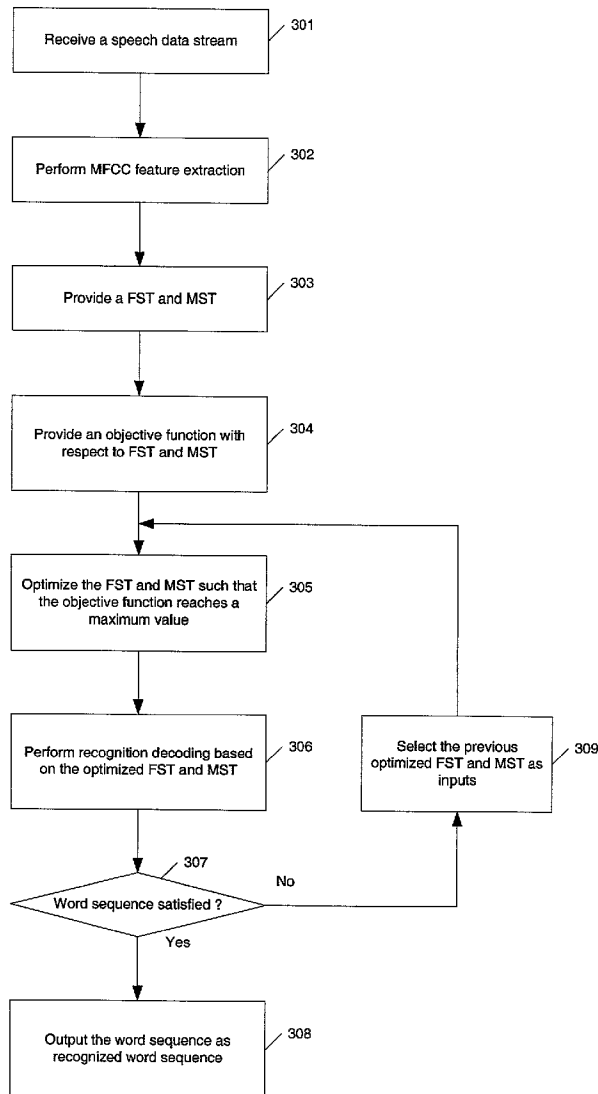 Receive a speech data stream
301
Perform MFCC feature extraction
302
Provide a FST and MST
303
Provide an objective function with
respect to FST and MST
304
Optimize the FST and MST such that
the objective function reaches a
maximum value
305
Perform recognition decoding based
on the optimized FST and MST
306
Select the previous
optimized FST and MST as
inputs
309
307
Word sequence satisfied ?
No
Yes
Output the word sequence as
recognized word sequence
308